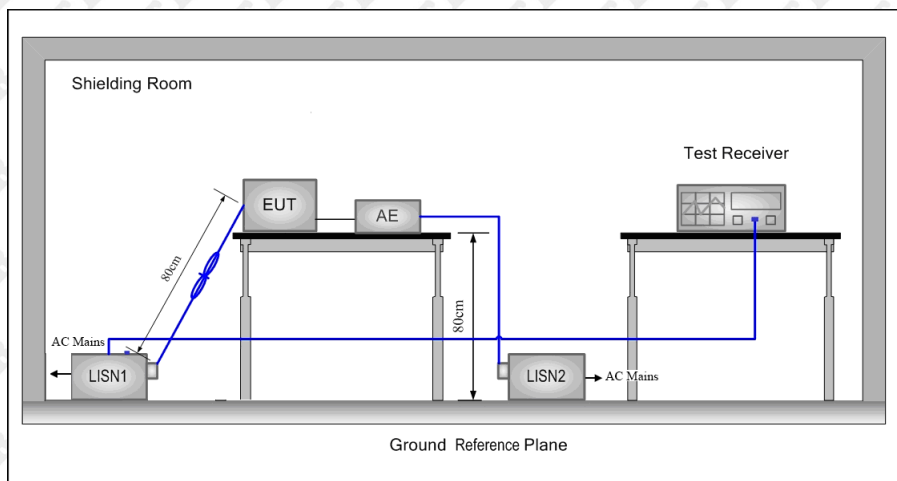 Shielding Room
Test Receiver
EUT
AE
80cm
80cm
AC Mains
LISN1
LISN2
AC Mains
Ground Reference Plane